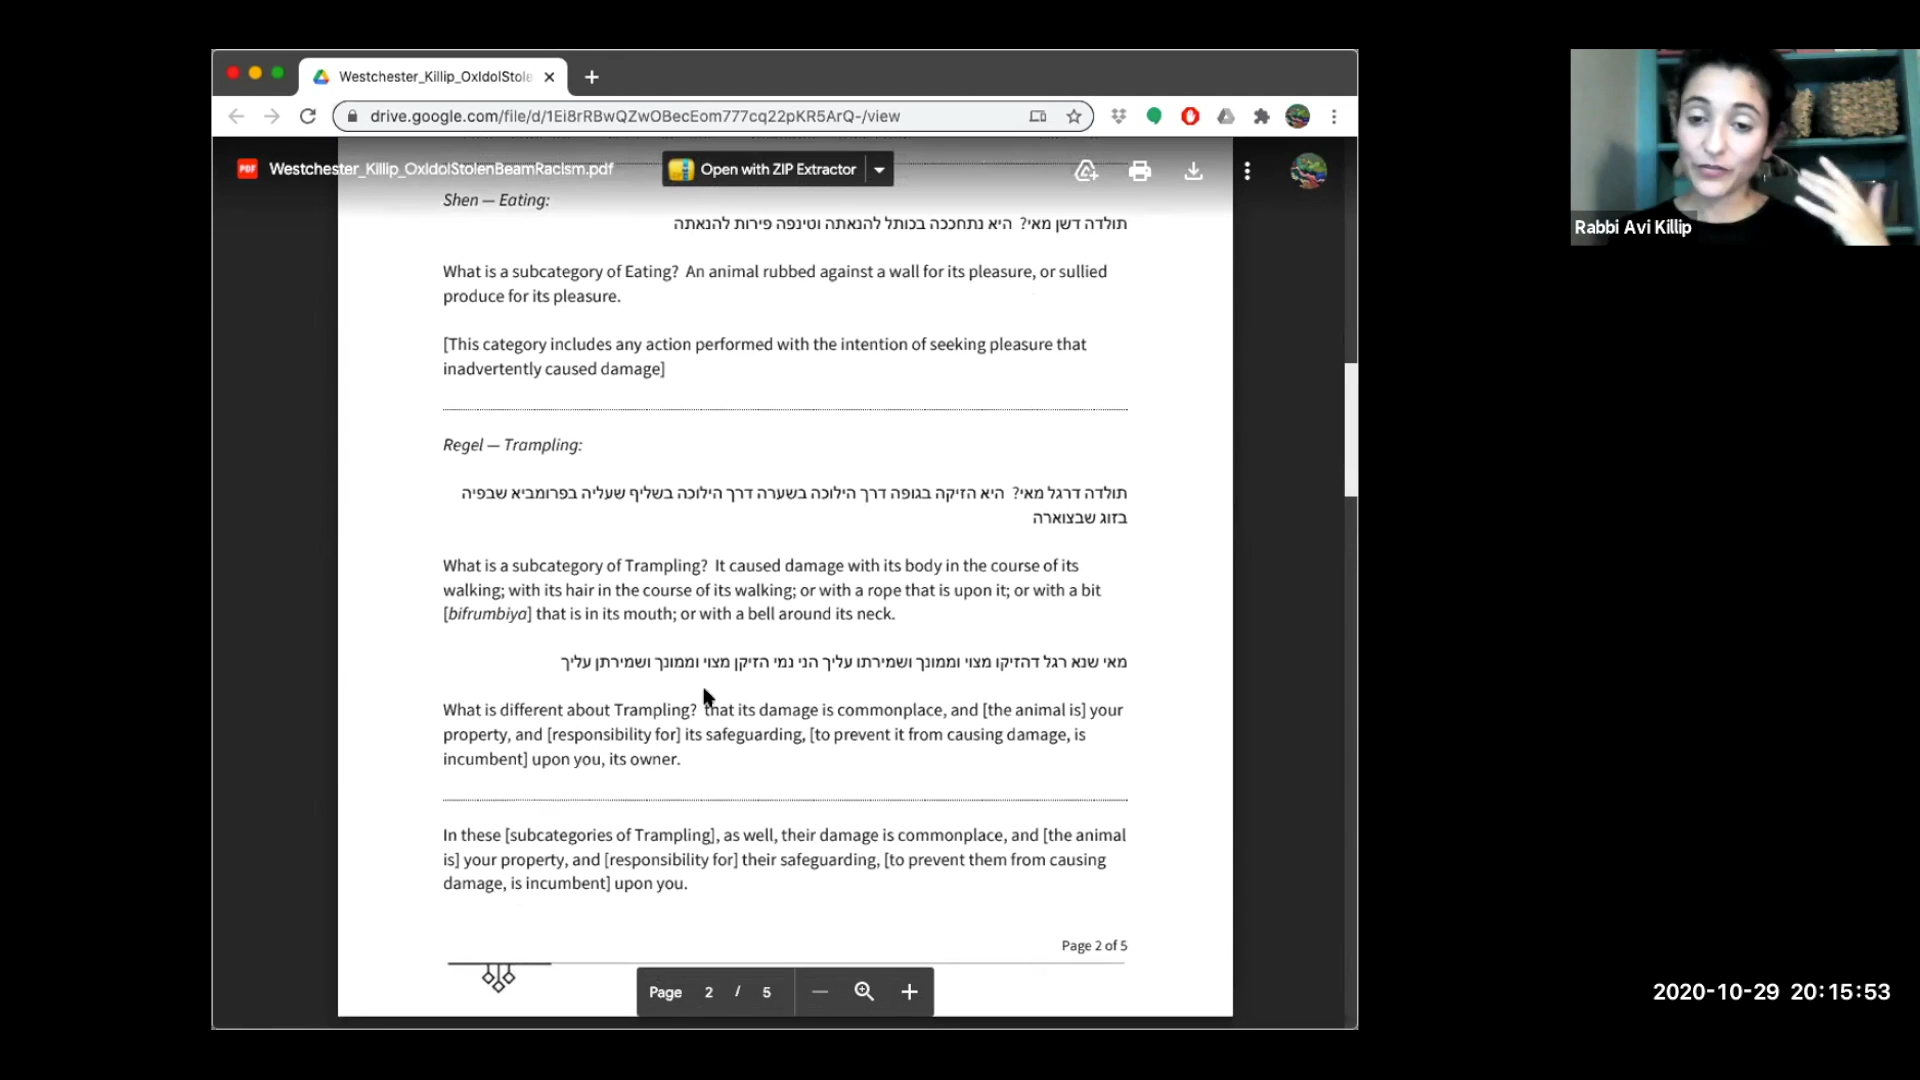 Westchester_Killip_OxIdolStole
drive.google.com/file/d/1Ei8rRBwQZwOBecEom777cq22pKR5ArQ-/view
PDF
Westchester_Killip_OxIdolStolenBeamRacism.pdf
Open with ZIP Extractor
Shen — Eating:
תולדה דשן מאי? היא נתחככה בכותל להנאתה וטינפה פירות להנאתה
What is a subcategory of Eating? An animal rubbed against a wall for its pleasure, or sullied
produce for its pleasure.
[This category includes any action performed with the intention of seeking pleasure that
inadvertently caused damage]
Regel — Trampling:
תולדה דרגל מאי? היא הזיקה בגופה דרך הילוכה בשערה דרך הילוכה בשליף שעליה בפרומביא שבפיה
בזוג שבצוארה
What is a subcategory of Trampling? It caused damage with its body in the course of its
walking; with its hair in the course of its walking; or with a rope that is upon it; or with a bit
[bifrumbiya] that is in its mouth; or with a bell around its neck.
מאי שנא רגל דהזיקו מצוי וממונך ושמירתו עליך הני נמי הזיקן מצוי וממונך ושמירתן עליך
What is different about Trampling? that its damage is commonplace, and [the animal is] your
property, and [responsibility for] its safeguarding, [to prevent it from causing damage, is
incumbent] upon you, its owner.
In these [subcategories of Trampling], as well, their damage is commonplace, and [the animal
is] your property, and [responsibility for] their safeguarding, [to prevent them from causing
damage, is incumbent] upon you.
Page 2 of 5
Page 2 / 5
Rabbi Avi Killip
2020-10-29 20:15:53